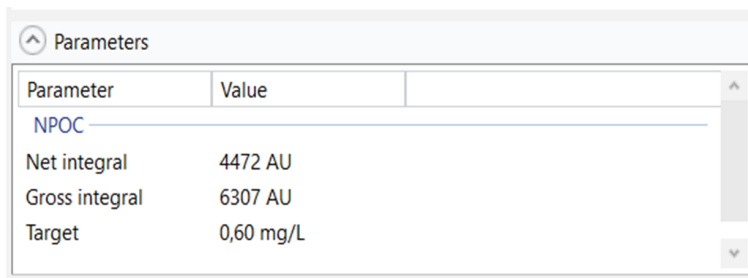 Parameters
Parameter Value
NPOC
Net integral 4472 AU
Gross integral 6307 AU
Target 0,60 mg/L